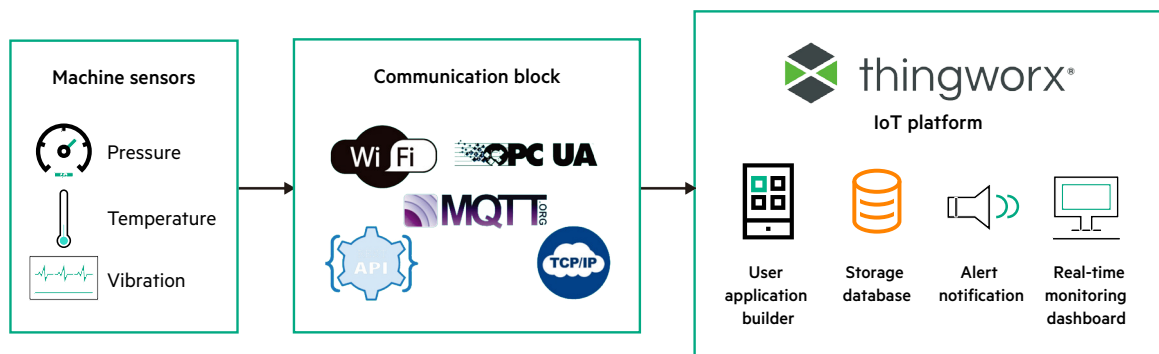 Machine sensors
Pressure
Temperature
Vibration
Communication block
Wi Fi
OPC UA
MQTT.ORG
{API}
TCP/IP
thingworx®
IoT platform
User
application
builder
Storage
database
Alert
notification
Real-time
monitoring
dashboard